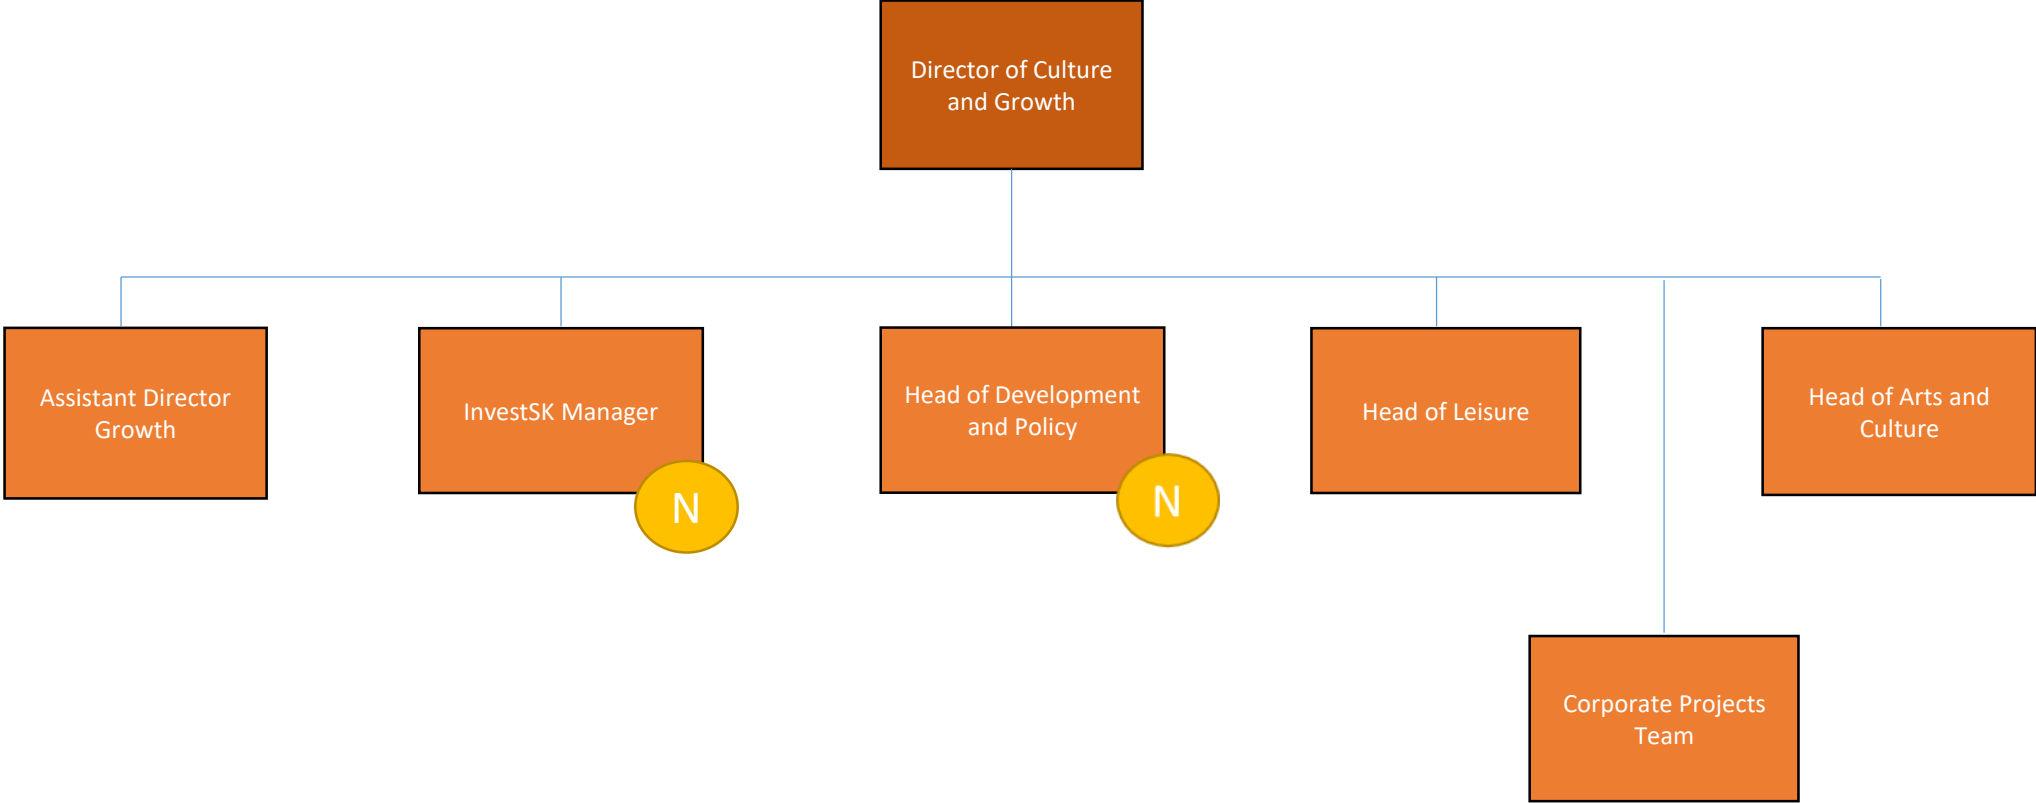 Director of Culture
and Growth
Assistant Director
Growth
InvestSK Manager
N
Head of Development
and Policy
N
Head of Leisure
Head of Arts and
Culture
Corporate Projects
Team